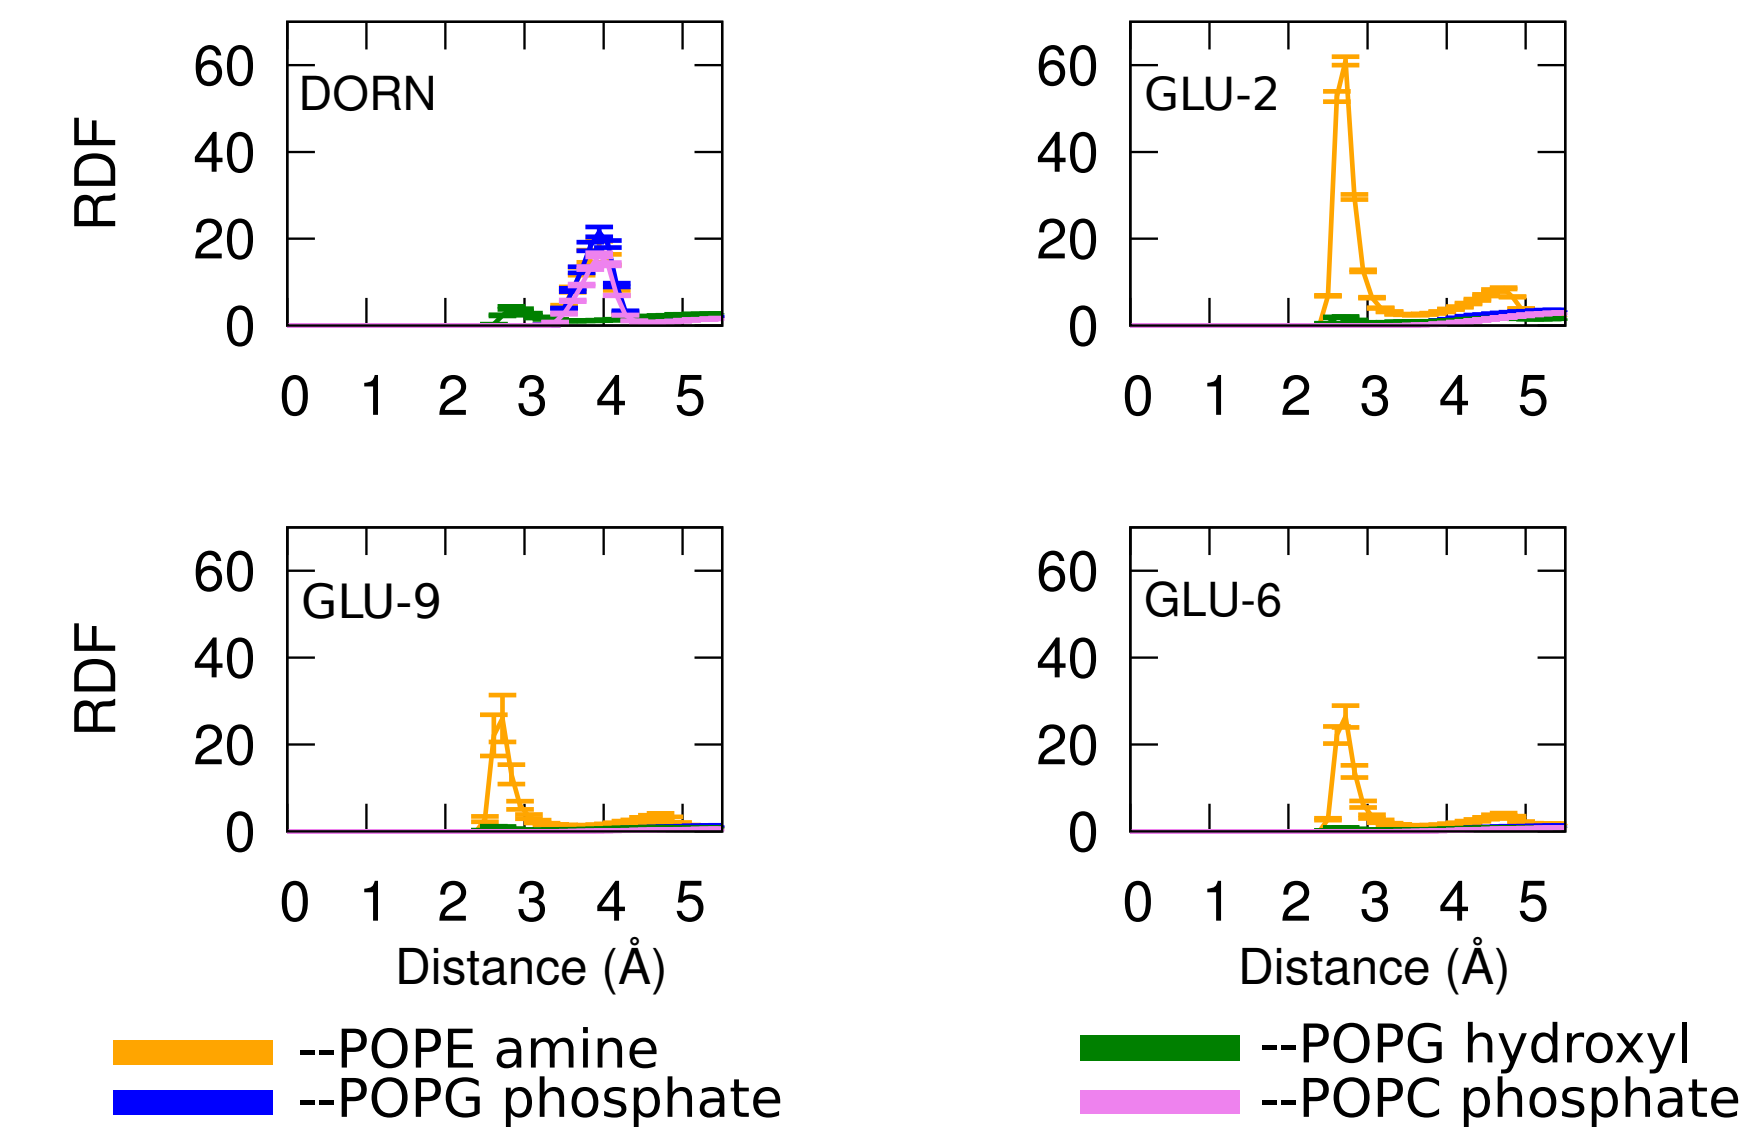 60 60
DORN GLU-2
40 40
RDF
20 20
0 0
0 1 2 3 4 5 0 1 2 3 4 5
60 60
GLU-9 GLU-6
40 40
RDF
20 20
0 0
0 1 2 3 4 5 0 1 2 3 4 5
Distance (Å) Distance (Å)
--POPE amine --POPG hydroxyl
--POPG phosphate --POPC phosphate